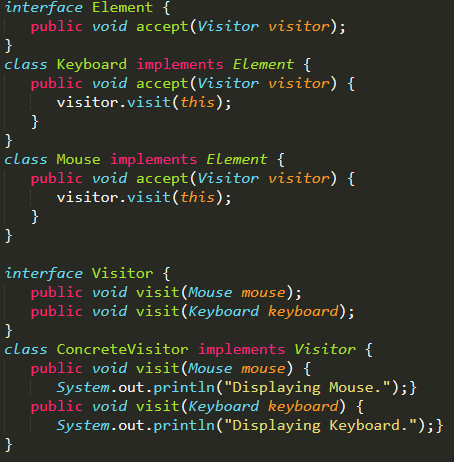 interface Element {
   public void accept(Visitor visitor);
}
class Keyboard implements Element {
   public void accept(Visitor visitor) {
      visitor.visit(this);
   }
}
class Mouse implements Element {
   public void accept(Visitor visitor) {
      visitor.visit(this);
   }
}

interface Visitor {
   public void visit(Mouse mouse);
   public void visit(Keyboard keyboard);
}
class ConcreteVisitor implements Visitor {
   public void visit(Mouse mouse) {
      System.out.println("Displaying Mouse.");}
   public void visit(Keyboard keyboard) {
      System.out.println("Displaying Keyboard.");}
}